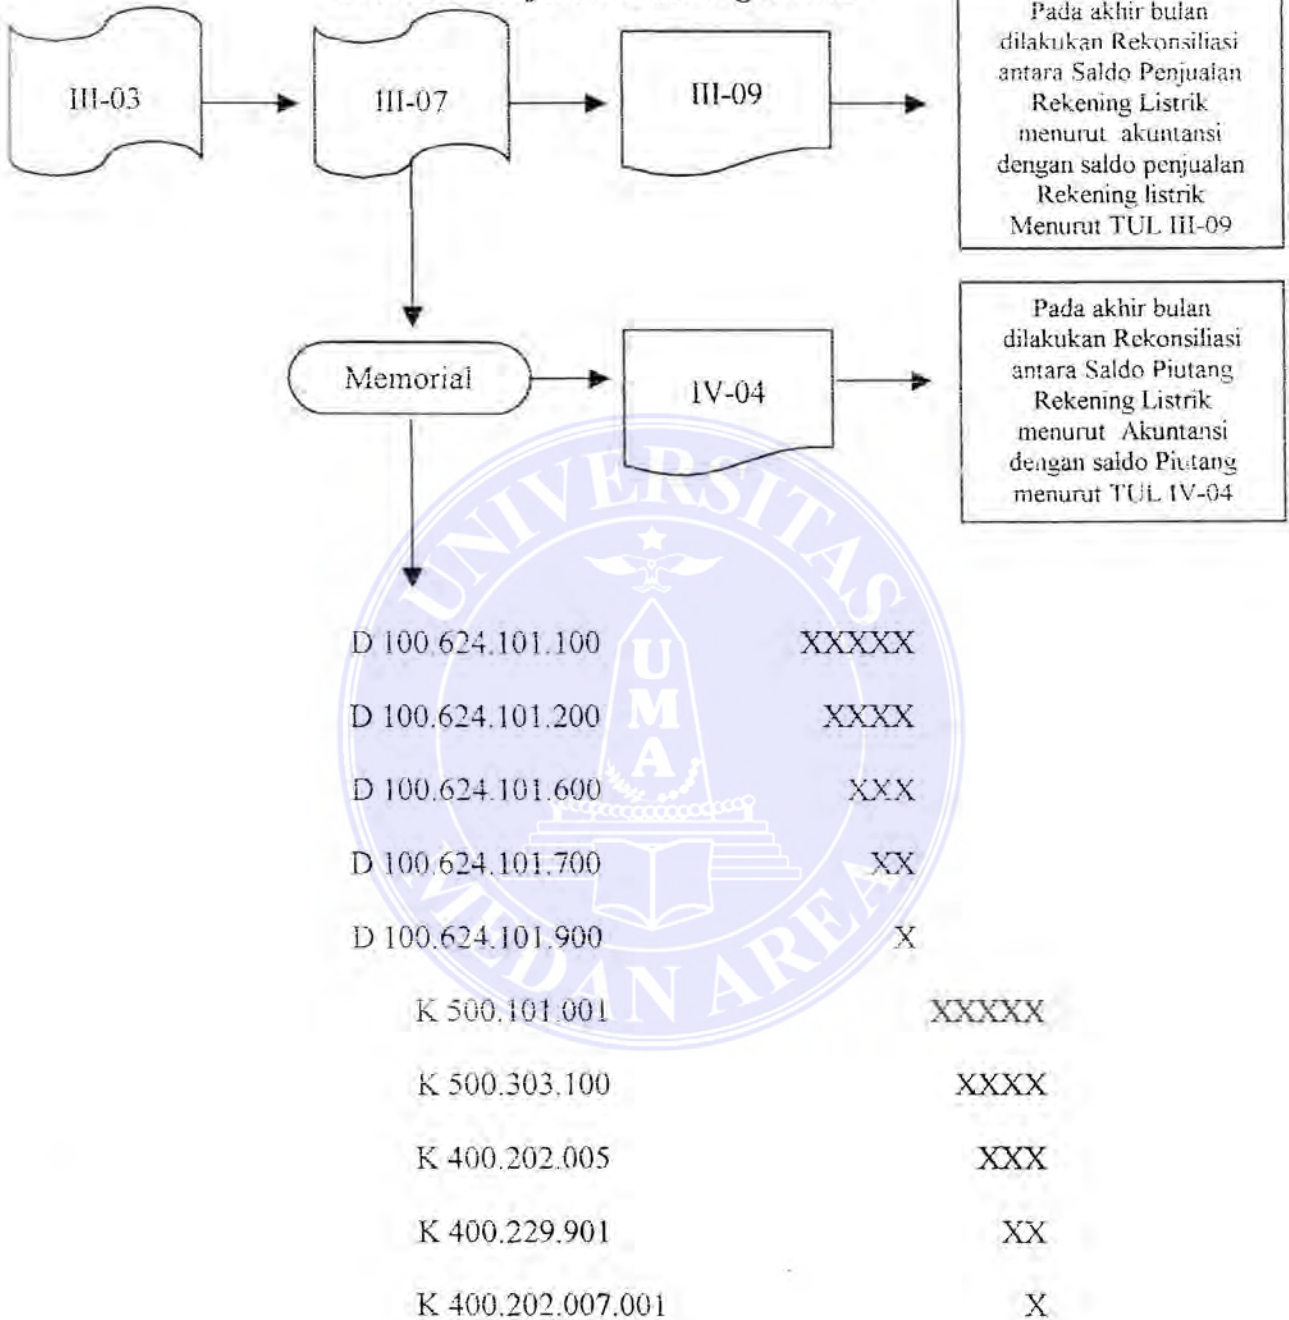 III-03
III-07
III-09
Pada akhir bulan
dilakukan Rekonsiliasi
antara Saldo Penjualan
Rekening Listrik
menurut akuntansi
dengan saldo penjualan
Rekening listrik
Menurut TUL III-09
Memorial
IV-04
Pada akhir bulan
dilakukan Rekonsiliasi
antara Saldo Piutang
Rekening Listrik
menurut Akuntansi
dengan saldo Piutang
menurut TUL IV-04
UNIVERSITAS
UMA
MEDAN AREA
D 100.624.101.100 XXXXX
D 100.624.101.200 XXXX
D 100.624.101.600 XXX
D 100.624.101.700 XX
D 100.624.101.900 X
K 500.101.001 XXXXX
K 500.303.100 XXXX
K 400.202.005 XXX
K 400.229.901 XX
K 400.202.007.001 X